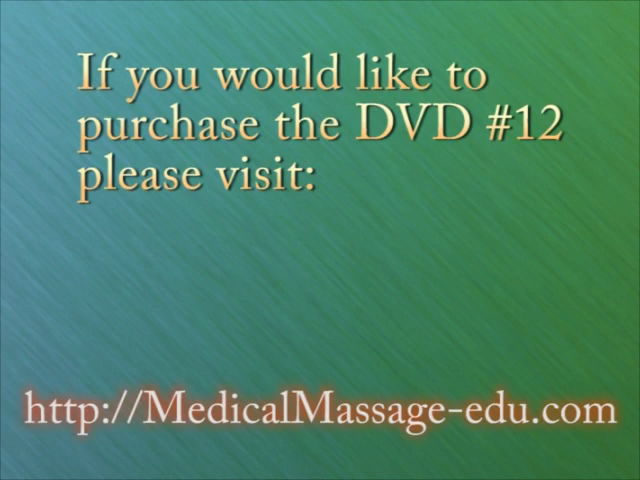 If you would like to
purchase the DVD #12
please visit:
http://MedicalMassage-edu.com